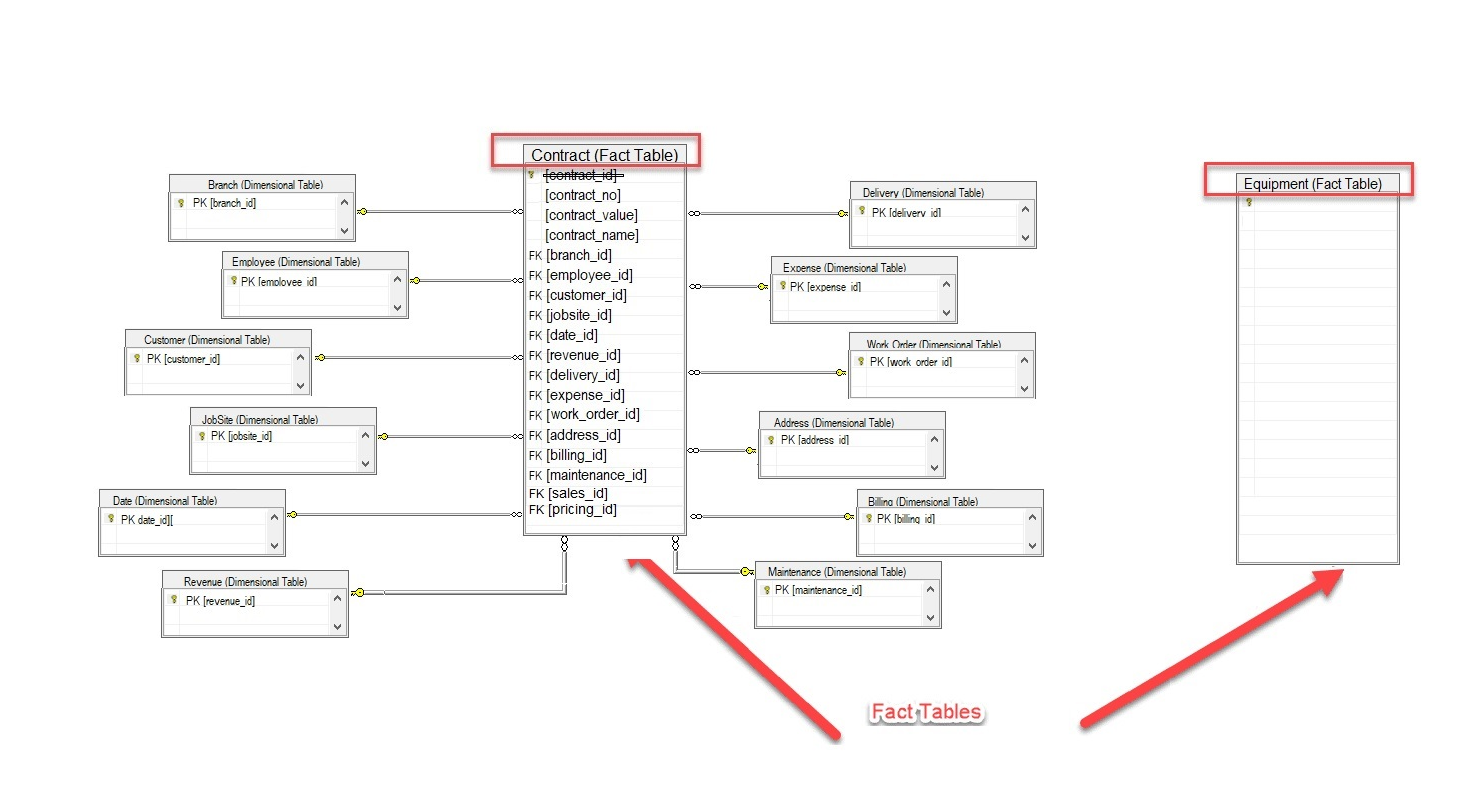 Contract (Fact Table)
[contract_id]
[contract_no]
[contract_value]
[contract_name]
FK [branch_id]
FK [employee_id]
FK [customer_id]
FK [jobsite_id]
FK [date_id]
FK [revenue_id]
FK [delivery_id]
FK [expense_id]
FK [work_order_id]
FK [address_id]
FK [billing_id]
FK [maintenance_id]
FK [sales_id]
FK [pricing_id]
Branch (Dimensional Table)
PK [branch_id]
Employee (Dimensional Table)
PK [employee_id]
Customer (Dimensional Table)
PK [customer_id]
JobSite (Dimensional Table)
PK [jobsite_id]
Date (Dimensional Table)
PK date_id][
Revenue (Dimensional Table)
PK [revenue_id]
Delivery (Dimensional Table)
PK [delivery_id]
Expense (Dimensional Table)
PK [expense_id]
Work Order (Dimensional Table)
PK [work_order_id]
Address (Dimensional Table)
PK [address_id]
Billing (Dimensional Table)
PK [billing_id]
Maintenance (Dimensional Table)
PK [maintenance_id]
Equipment (Fact Table)
Fact Tables